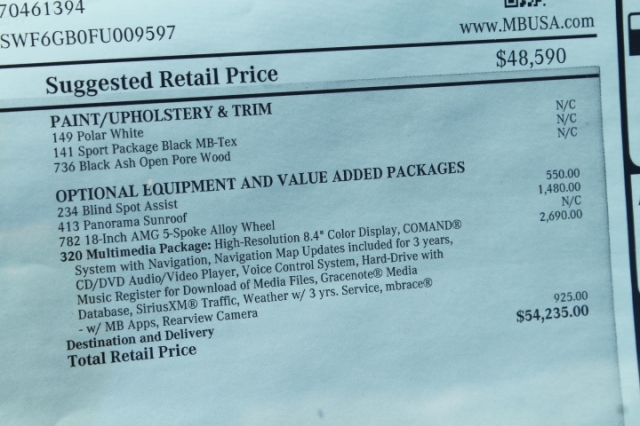 70461394
SWF6GB0FU009597
www.MBUSA.com
Suggested Retail Price $48,590
PAINT/UPHOLSTERY & TRIM
149 Polar White N/C
141 Sport Package Black MB-Tex N/C
736 Black Ash Open Pore Wood N/C
OPTIONAL EQUIPMENT AND VALUE ADDED PACKAGES
234 Blind Spot Assist 550.00
413 Panorama Sunroof 1,480.00
782 18-Inch AMG 5-Spoke Alloy Wheel N/C
320 Multimedia Package: High-Resolution 8.4" Color Display, COMAND® 2,690.00
System with Navigation, Navigation Map Updates included for 3 years,
CD/DVD Audio/Video Player, Voice Control System, Hard-Drive with
Music Register for Download of Media Files, Gracenote® Media
Database, SiriusXM® Traffic, Weather w/ 3 yrs. Service, mbrace®
- w/ MB Apps, Rearview Camera
Destination and Delivery 925.00
Total Retail Price $54,235.00